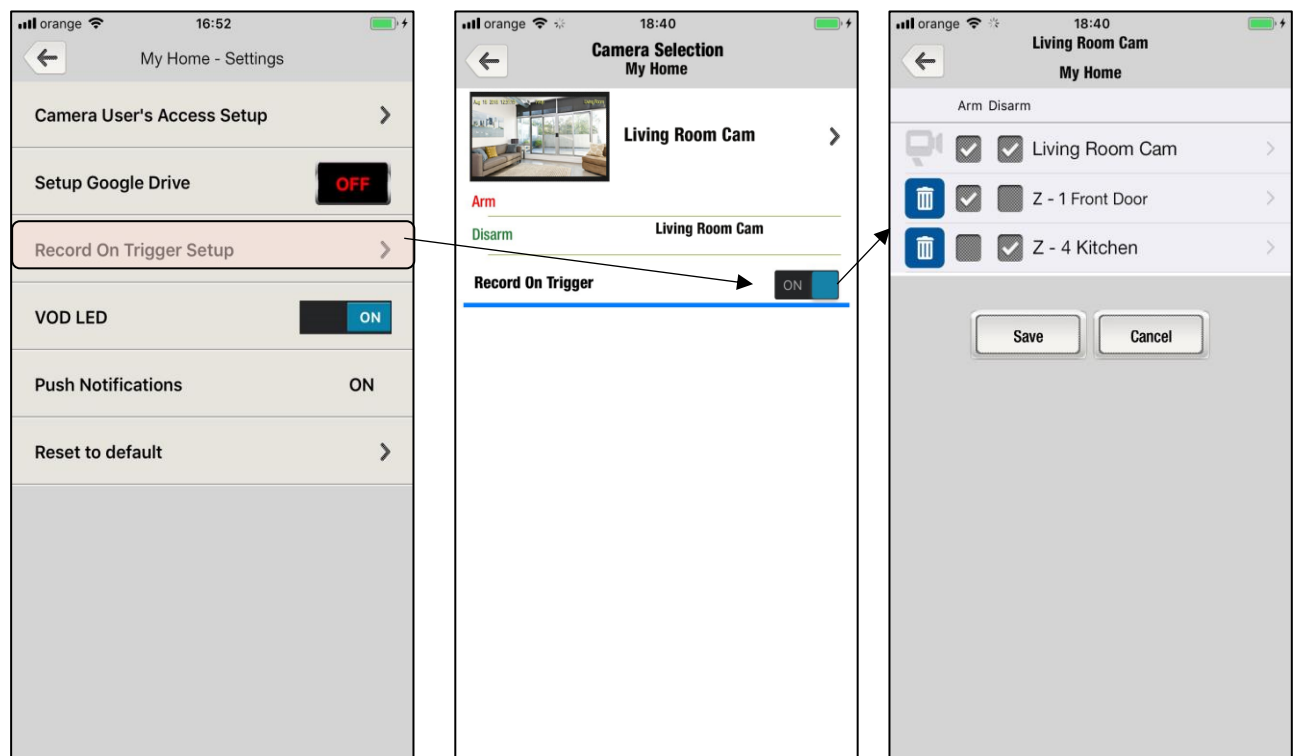 orange 16:52
My Home - Settings
Camera User's Access Setup
Setup Google Drive OFF
Record On Trigger Setup
VOD LED ON
Push Notifications ON
Reset to default
orange 18:40
Camera Selection
My Home
Living Room Cam
Arm
Disarm Living Room Cam
Record On Trigger ON
orange 18:40
Living Room Cam
My Home
Arm Disarm
Living Room Cam
Z - 1 Front Door
Z - 4 Kitchen
Save Cancel